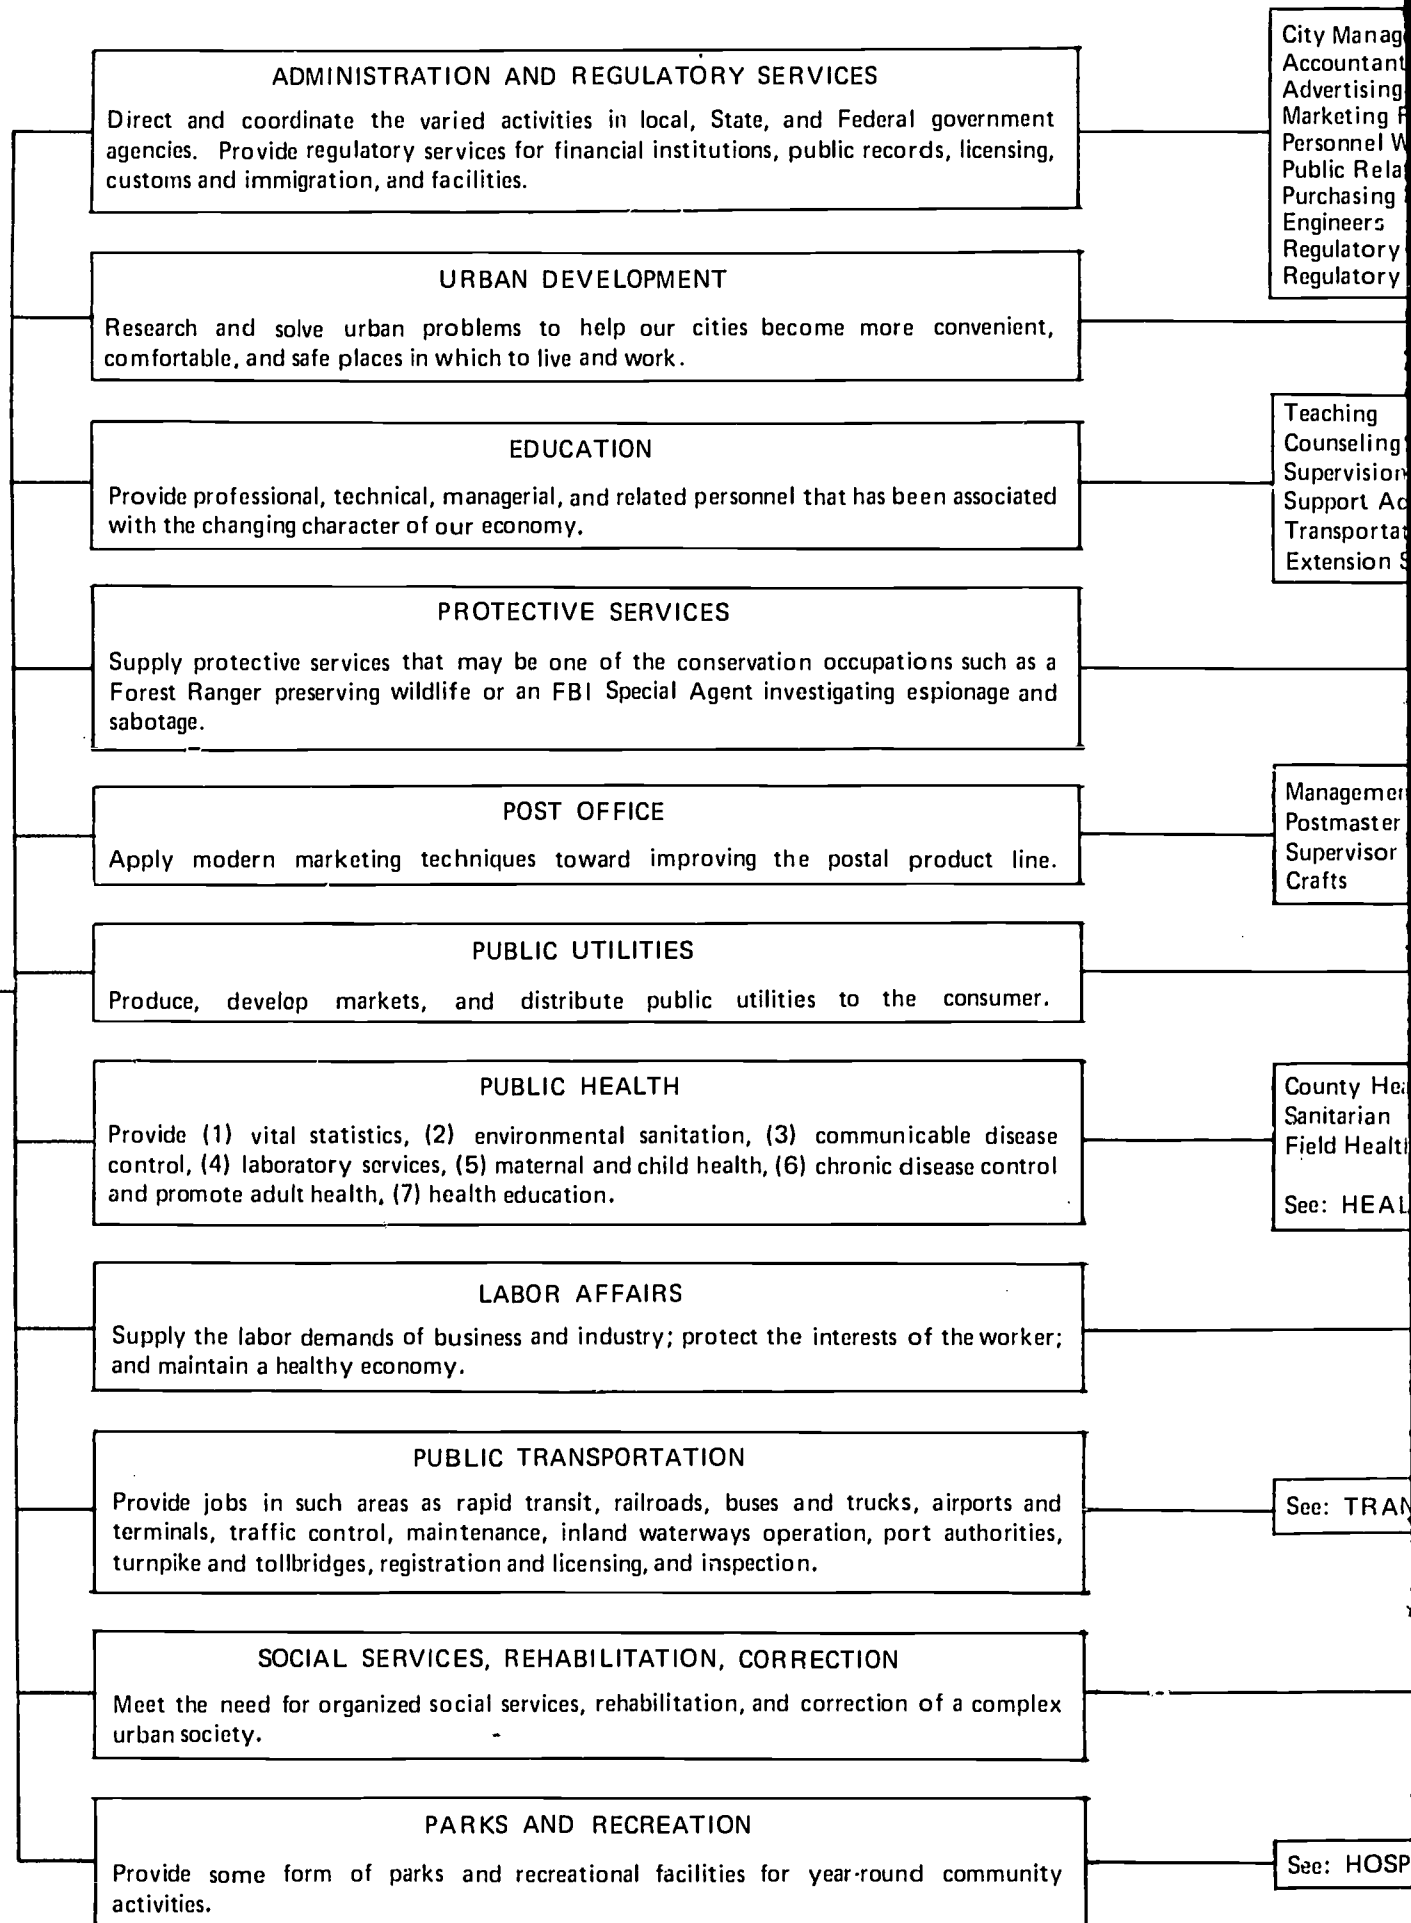 ADMINISTRATION AND REGULATORY SERVICES
Direct and coordinate the varied activities in local, State, and Federal government
agencies. Provide regulatory services for financial institutions, public records, licensing,
customs and immigration, and facilities.
City
Accountant
Advertising
Marketing
Personnel
Public
Purchasing
Engineers
Regulatory
Regulatory
URBAN DEVELOPMENT
Research and solve urban problems to help our cities become more convenient,
comfortable, and safe places in which to live and work.
EDUCATION
Provide professional, technical, managerial, and related personnel that has been associated
with the changing character of our economy.
Teaching
Counseling
Supervision
Support
Extension
PROTECTIVE SERVICES
Supply protective services that may be one of the conservation occupations such as a
Forest Ranger preserving wildlife or an FBI Special Agent investigating espionage and
sabotage.
POST OFFICE
Apply modern marketing techniques toward improving the postal product line.
Postmaster
Supervisor
Crafts
PUBLIC UTILITIES
Produce, develop markets, and distribute public utilities to the consumer.
PUBLIC HEALTH
Provide (1) vital statistics, (2) environmental sanitation, (3) communicable disease
control, (4) laboratory services, (5) maternal and child health, (6) chronic disease control
and promote adult health, (7) health education.
County
Sanitarian
Field
See:
LABOR AFFAIRS
Supply the labor demands of business and industry; protect the interests of the worker;
and maintain a healthy economy.
PUBLIC TRANSPORTATION
Provide jobs in such areas as rapid transit, railroads, buses and trucks, airports and
terminals, traffic control, maintenance, inland waterways operation, port authorities,
turnpike and tollbridges, registration and licensing, and inspection.
See:
SOCIAL SERVICES, REHABILITATION, CORRECTION
Meet the need for organized social services, rehabilitation, and correction of a complex
urban society.
PARKS AND RECREATION
Provide some form of parks and recreational facilities for year-round community
activities.
See: